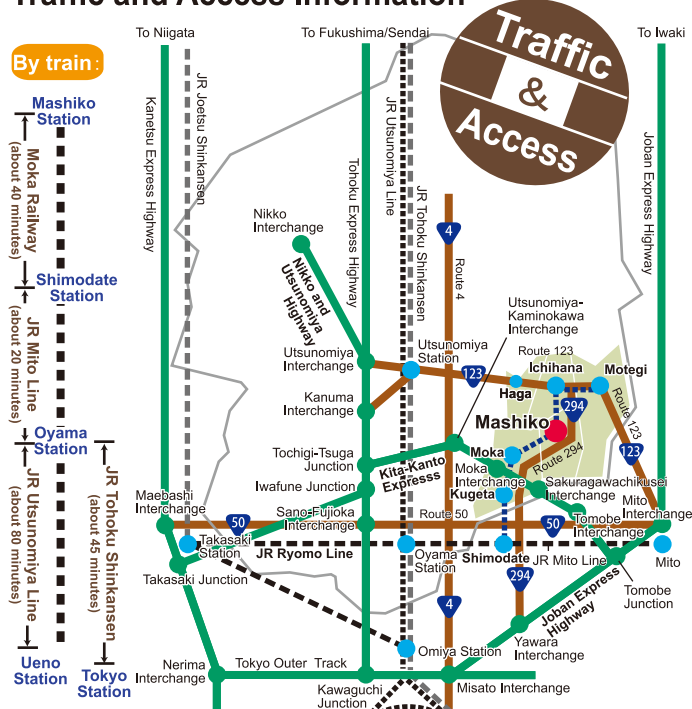 Traffic and Access Information
Traffic
&
Access
By train:
Mashiko
Station
Moka Railway
(about 40 minutes)
Shimodate
Station
JR Mito Line
(about 20 minutes)
Oyama
Station
JR Utsunomiya Line
(about 80 minutes)
JR Tohoku Shinkansen
(about 45 minutes)
Ueno
Station
Tokyo
Station
To Niigata
To Fukushima/Sendai
To Iwaki
Kanetsu Express Highway
JR Joetsu Shinkansen
Tohoku Express Highway
JR Utsunomiya Line
JR Tohoku Shinkansen
Route 4
4
Joban Express Highway
Nikko
Interchange
Nikko and
Utsunomiya
Highway
Utsunomiya-
Kaminokawa
Interchange
Utsunomiya
Interchange
Utsunomiya
Station
123
Route 123
Ichihana
Motegi
Haga
294
Route 123
123
Kanuma
Interchange
Mashiko
Route 294
Tochigi-Tsuga
Junction
Kita-Kanto
Expresss
Moka
Moka
Interchange
Iwafune Junction
Kugeta
Sakuragawachikusei
Interchange
Maebashi
Interchange
Sano-Fujioka
Interchange
Route 50
50
50
Tomobe
Interchange
Mito
Interchange
Takasaki
Station
JR Ryomo Line
Oyama
Station
Shimodate
JR Mito Line
Mito
Takasaki Junction
294
Tomobe
Junction
4
Joban Express
Highway
Yawara
Interchange
Omiya Station
Nerima
Interchange
Tokyo Outer Track
Kawaguchi
Junction
Misato Interchange